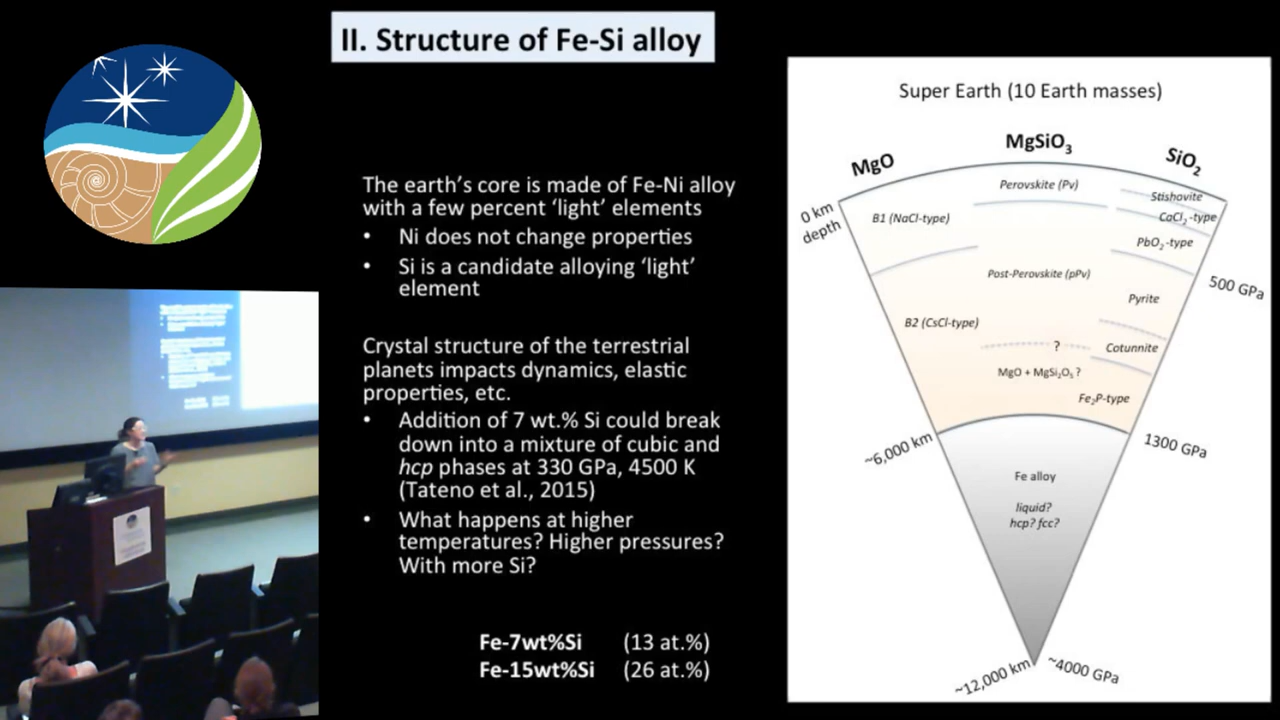 II. Structure of Fe-Si alloy
The earth's core is made of Fe-Ni alloy
with a few percent 'light' elements
• Ni does not change properties
• Si is a candidate alloying 'light'
element
Crystal structure of the terrestrial
planets impacts dynamics, elastic
properties, etc.
• Addition of 7 wt.% Si could break
down into a mixture of cubic and
hcp phases at 330 GPa, 4500 K
(Tateno et al., 2015)
• What happens at higher
temperatures? Higher pressures?
With more Si?
Fe-7wt%Si (13 at.%)
Fe-15wt%Si (26 at.%)
Super Earth (10 Earth masses)
MgO
MgSiO3
SiO2
0 km
depth
B1 (NaCl-type)
B2 (CsCl-type)
Perovskite (Pv)
Post-Perovskite (pPv)
?
MgO + MgSi2O5 ?
Stishovite
CaCl2-type
PbO2-type
Pyrite
Cotunnite
Fe2P-type
500 GPa
~6,000 km
1300 GPa
Fe alloy
liquid?
hcp? fcc?
~12,000 km
~4000 GPa